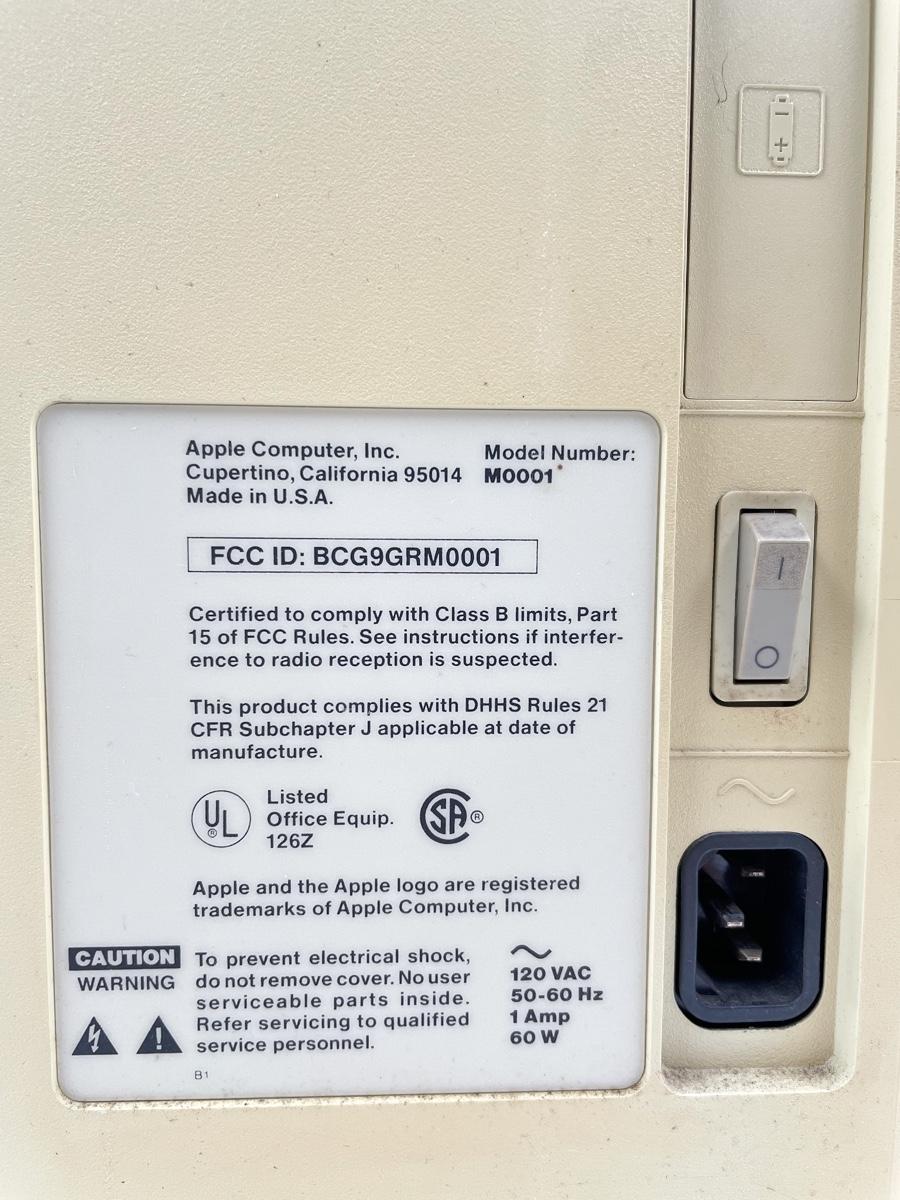 Apple Computer, Inc.
Cupertino, California 95014
Made in U.S.A.
Model Number:
M0001
FCC ID: BCG9GRM0001
Certified to comply with Class B limits, Part
15 of FCC Rules. See instructions if interfer-
ence to radio reception is suspected.
This product complies with DHHS Rules 21
CFR Subchapter J applicable at date of
manufacture.
UL ®
Listed
Office Equip.
126Z
SA ®
Apple and the Apple logo are registered
trademarks of Apple Computer, Inc.
CAUTION
WARNING
To prevent electrical shock,
do not remove cover. No user
serviceable parts inside.
Refer servicing to qualified
service personnel.
120 VAC
50-60 Hz
1 Amp
60 W
B1